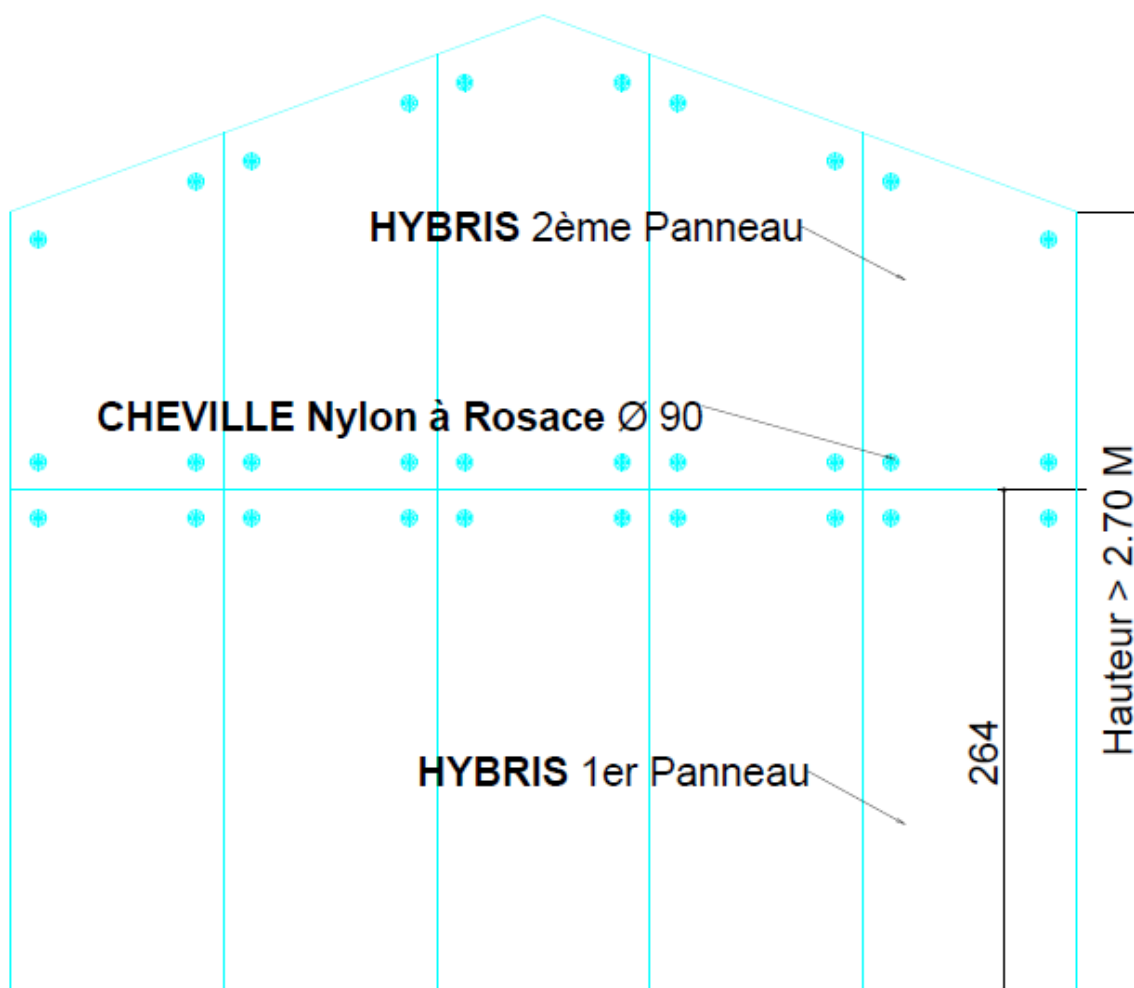 HYBRIS 2ème Panneau
CHEVILLE Nylon à Rosace Ø 90
Hauteur > 2.70 M
264
HYBRIS 1er Panneau